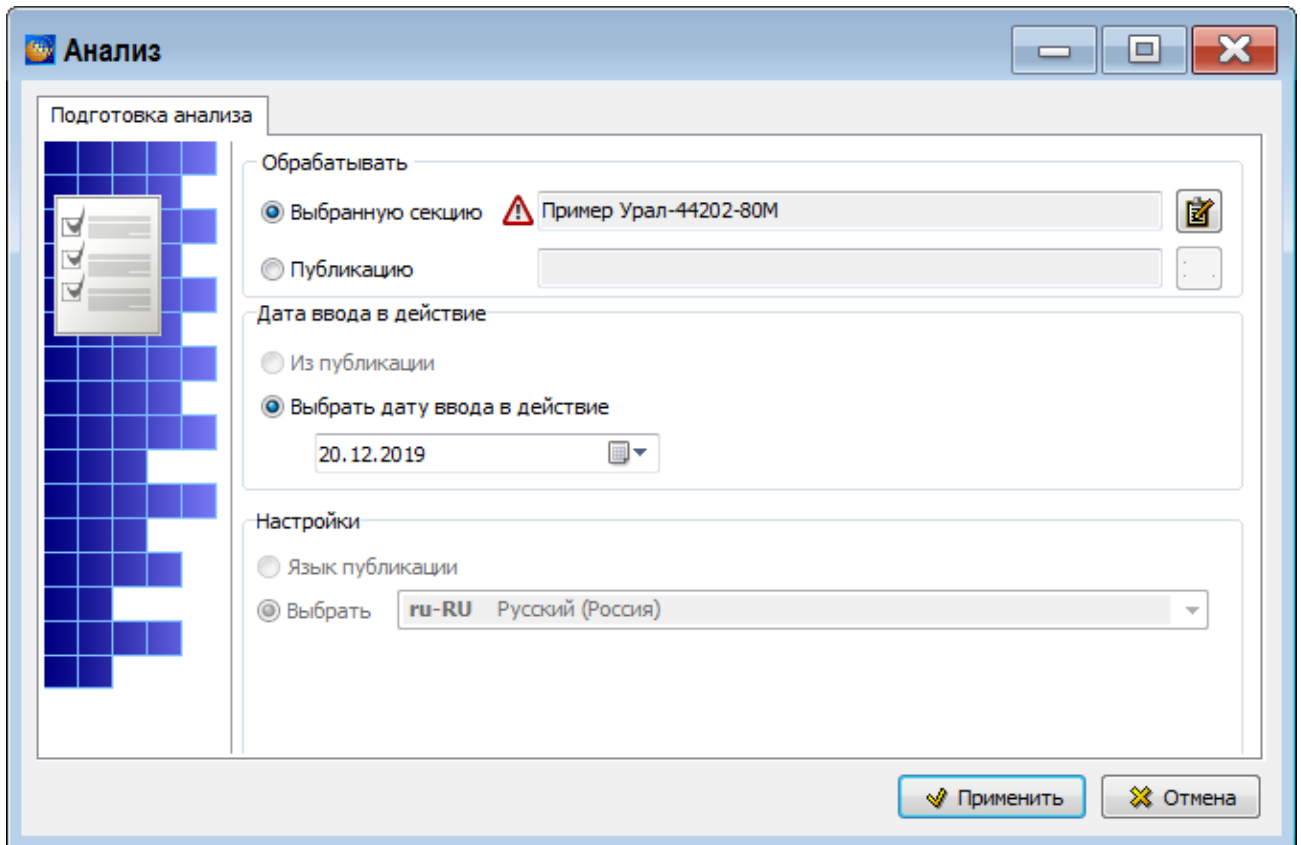 Анализ
Подготовка анализа
Обрабатывать
Выбранную секцию Пример Урал-44202-80М
Публикацию
Дата ввода в действие
Из публикации
Выбрать дату ввода в действие
20.12.2019
Настройки
Язык публикации
Выбрать ru-RU Русский (Россия)
Применить Отмена